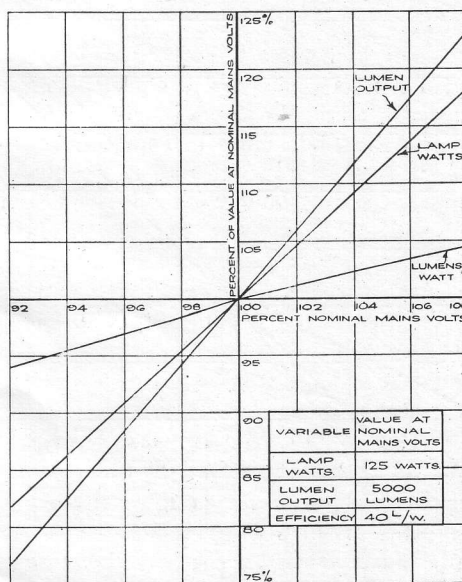 125%
PERCENT OF VALUE AT NOMINAL MAINS VOLTS
120
LUMEN
OUTPUT
115
LAMP
WATTS
110
105
LUMENS
WATT
92 94 96 98 100 102 104 106
PERCENT NOMINAL MAINS VOLTS
95
90
VARIABLE
VALUE AT
NOMINAL
MAINS VOLTS
85
LAMP
WATTS.
125 WATTS
LUMEN
OUTPUT
5000
LUMENS
80
EFFICIENCY
40 L/W.
75%